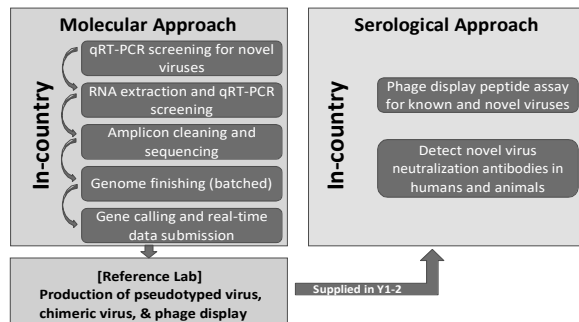 Molecular Approach
In-country
qRT-PCR screening for novel
viruses
RNA extraction and qRT-PCR
screening
Amplicon cleaning and
sequencing
Genome finishing (batched)
Gene calling and real-time
data submission
[Reference Lab]
Production of pseudotyped virus,
chimeric virus, & phage display
Supplied in Y1-2
Serological Approach
In-country
Phage display peptide assay
for known and novel viruses
Detect novel virus
neutralization antibodies in
humans and animals